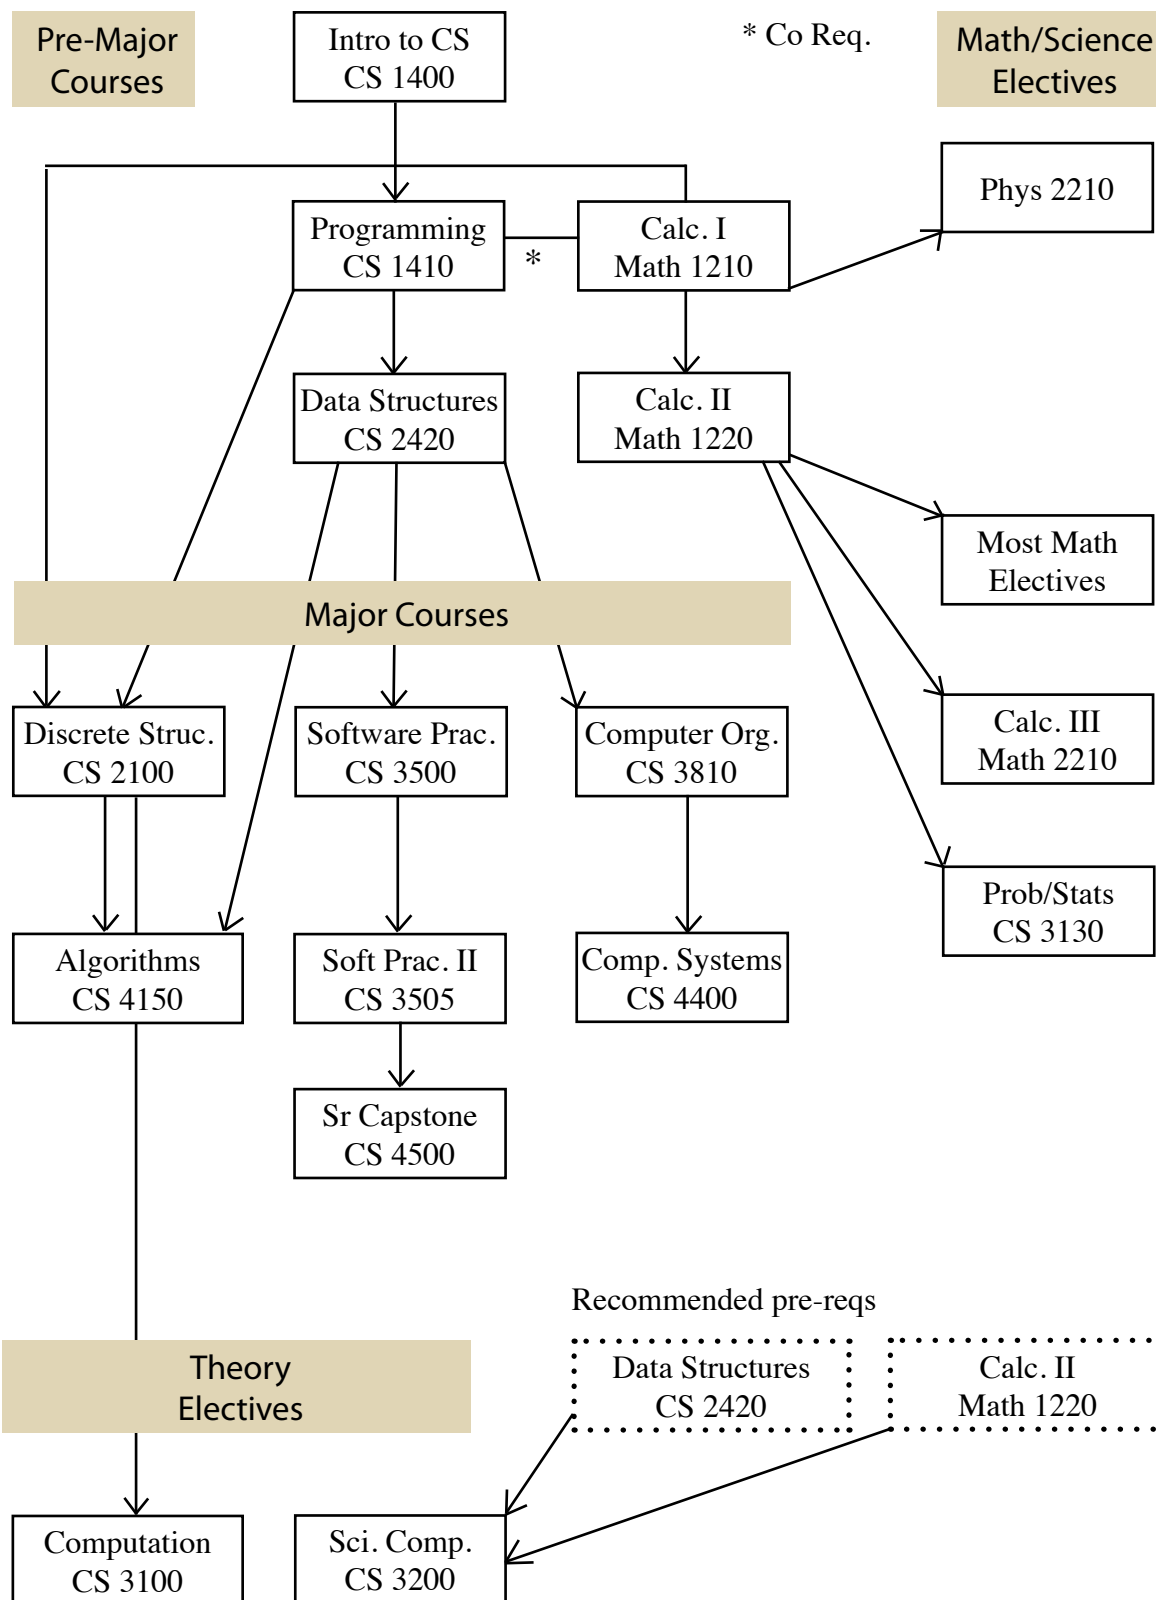 Pre-Major
Courses
Intro to CS
CS 1400
* Co Req.
Math/Science
Electives
Phys 2210
Programming
CS 1410
*
Calc. I
Math 1210
Data Structures
CS 2420
Calc. II
Math 1220
Most Math
Electives
Major Courses
Discrete Struc.
CS 2100
Software Prac.
CS 3500
Computer Org.
CS 3810
Calc. III
Math 2210
Prob/Stats
CS 3130
Algorithms
CS 4150
Soft Prac. II
CS 3505
Comp. Systems
CS 4400
Sr Capstone
CS 4500
Recommended pre-reqs
Theory
Electives
Data Structures
CS 2420
Calc. II
Math 1220
Computation
CS 3100
Sci. Comp.
CS 3200